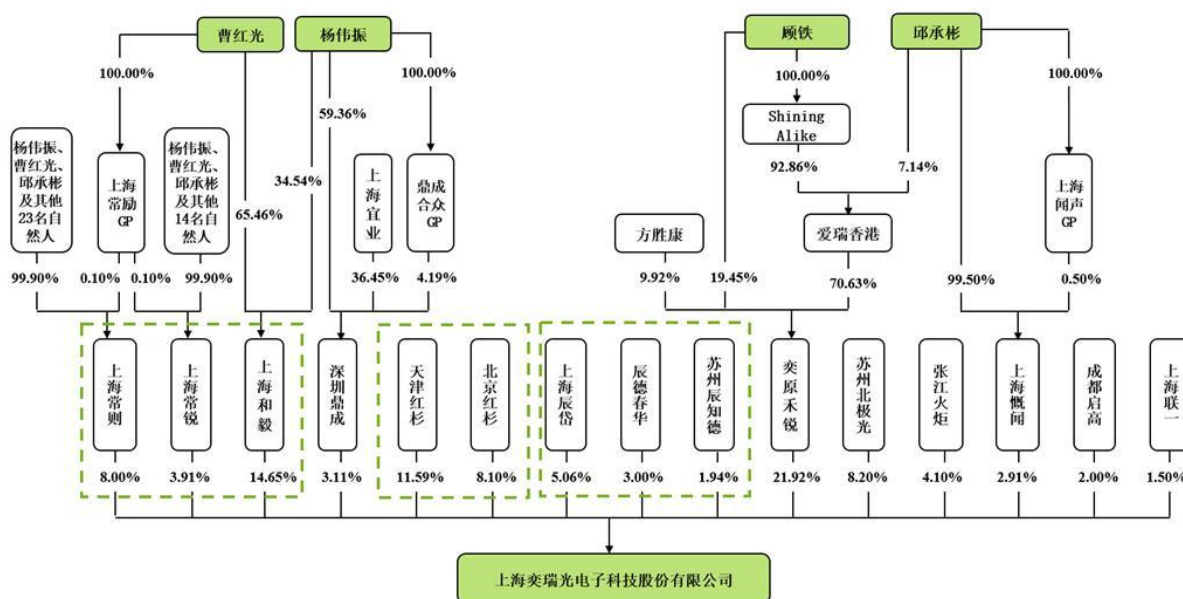 曹红光
杨伟振
顾铁
邱承彬
100.00%
100.00%
100.00%
100.00%
59.36%
Shining
Alike
杨伟振、
曹红光、
邱承彬
及其他
23名自
然人
上海
常励
GP
杨伟振、
曹红光、
邱承彬
及其他
14名自
然人
34.54%
65.46%
上海宜业
鼎成
合众
GP
92.86%
7.14%
上海
闻声
GP
方胜康
爱瑞香港
99.90%
0.10%
0.10%
99.90%
36.45%
4.19%
9.92%
19.45%
70.63%
99.50%
0.50%
上海常则
上海常锐
上海和毅
深圳鼎成
天津红杉
北京红杉
上海辰岱
辰德春华
苏州辰知德
奕原禾锐
苏州北极光
张江火炬
上海慨闻
成都启高
上海联一
8.00%
3.91%
14.65%
3.11%
11.59%
8.10%
5.06%
3.00%
1.94%
21.92%
8.20%
4.10%
2.91%
2.00%
1.50%
上海奕瑞光电子科技股份有限公司